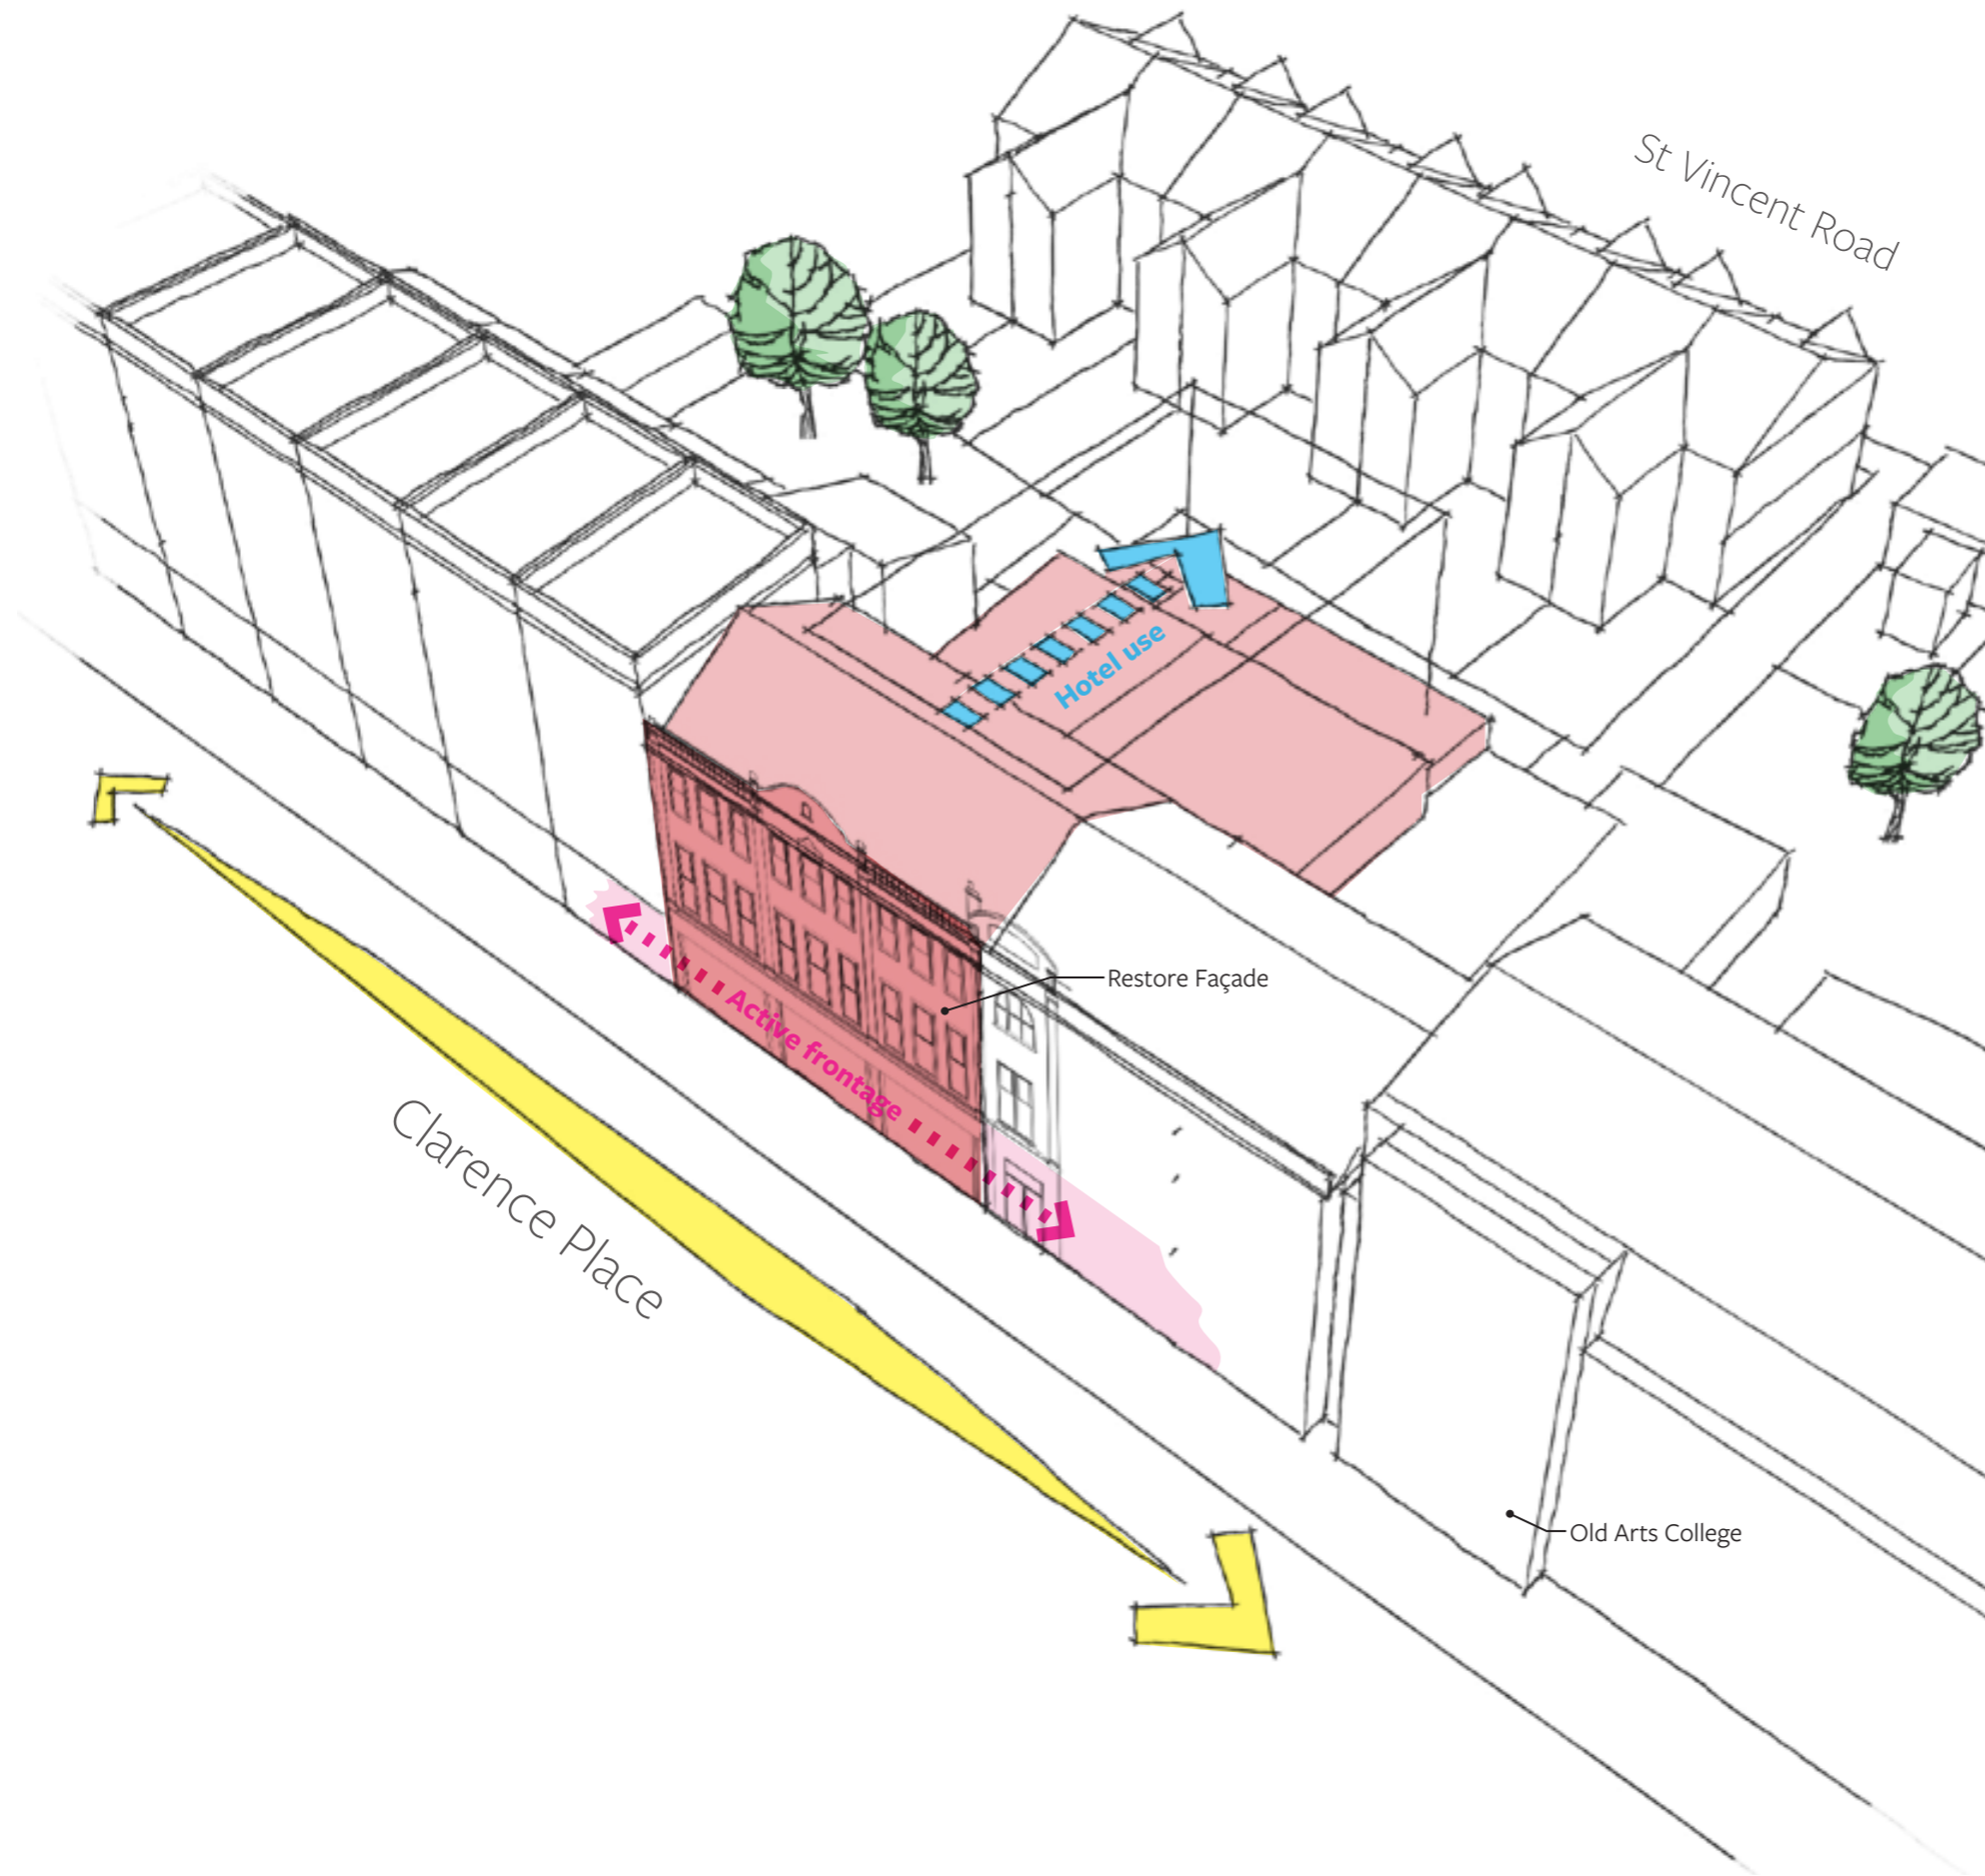 St Vincent Road
Hotel use
Restore Façade
Active frontage
Clarence Place
Old Arts College